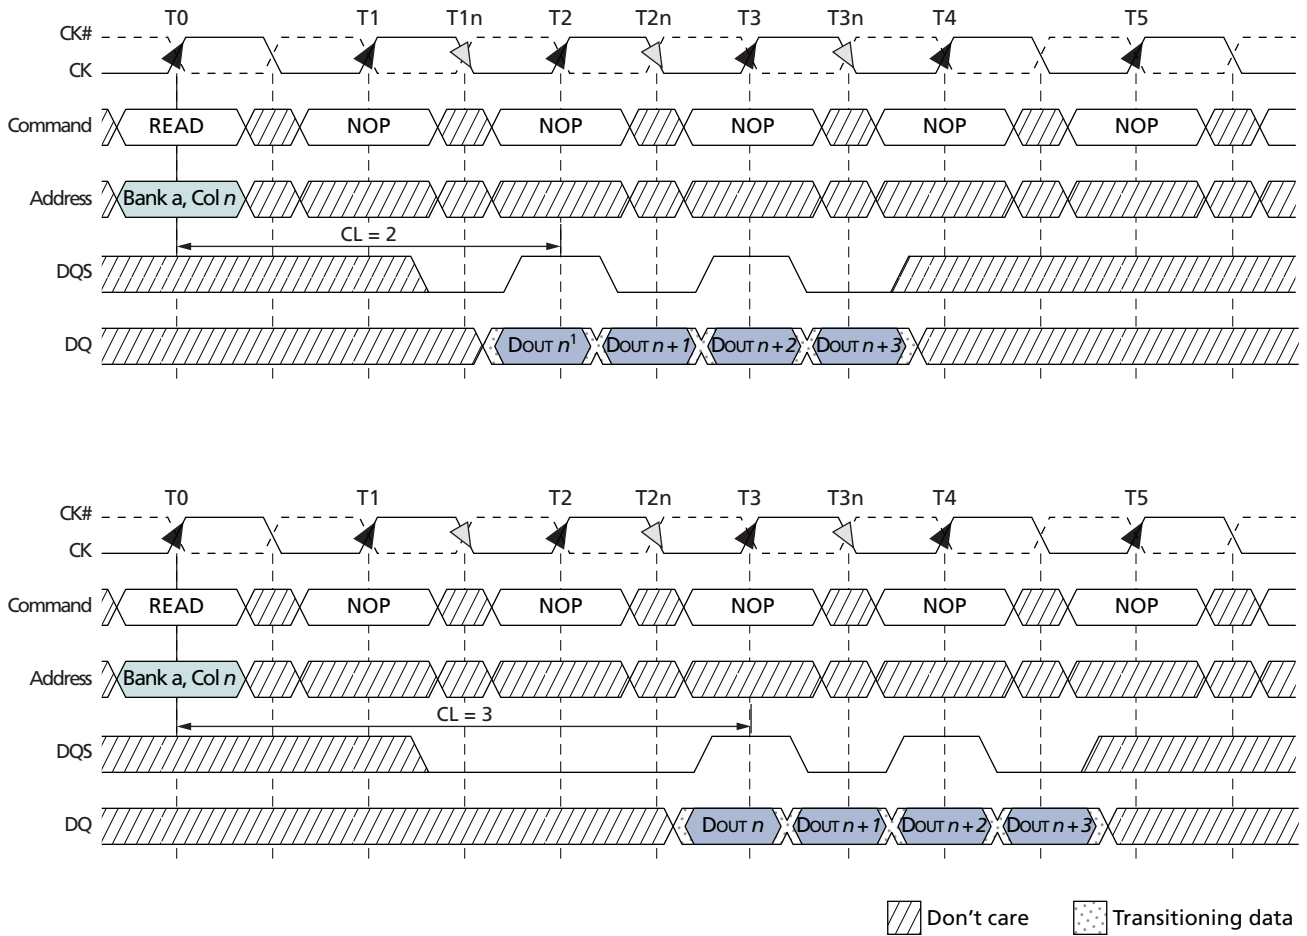 T0 T1 T1n T2 T2n T3 T3n T4 T5
CK#
CK
Command READ NOP NOP NOP NOP NOP
Address Bank a, Col n
CL = 2
DQS
DQ DOUT n¹ DOUT n + 1 DOUT n + 2 DOUT n + 3
T0 T1 T1n T2 T2n T3 T3n T4 T5
CK#
CK
Command READ NOP NOP NOP NOP NOP
Address Bank a, Col n
CL = 3
DQS
DQ DOUT n DOUT n + 1 DOUT n + 2 DOUT n + 3
Don't care Transitioning data